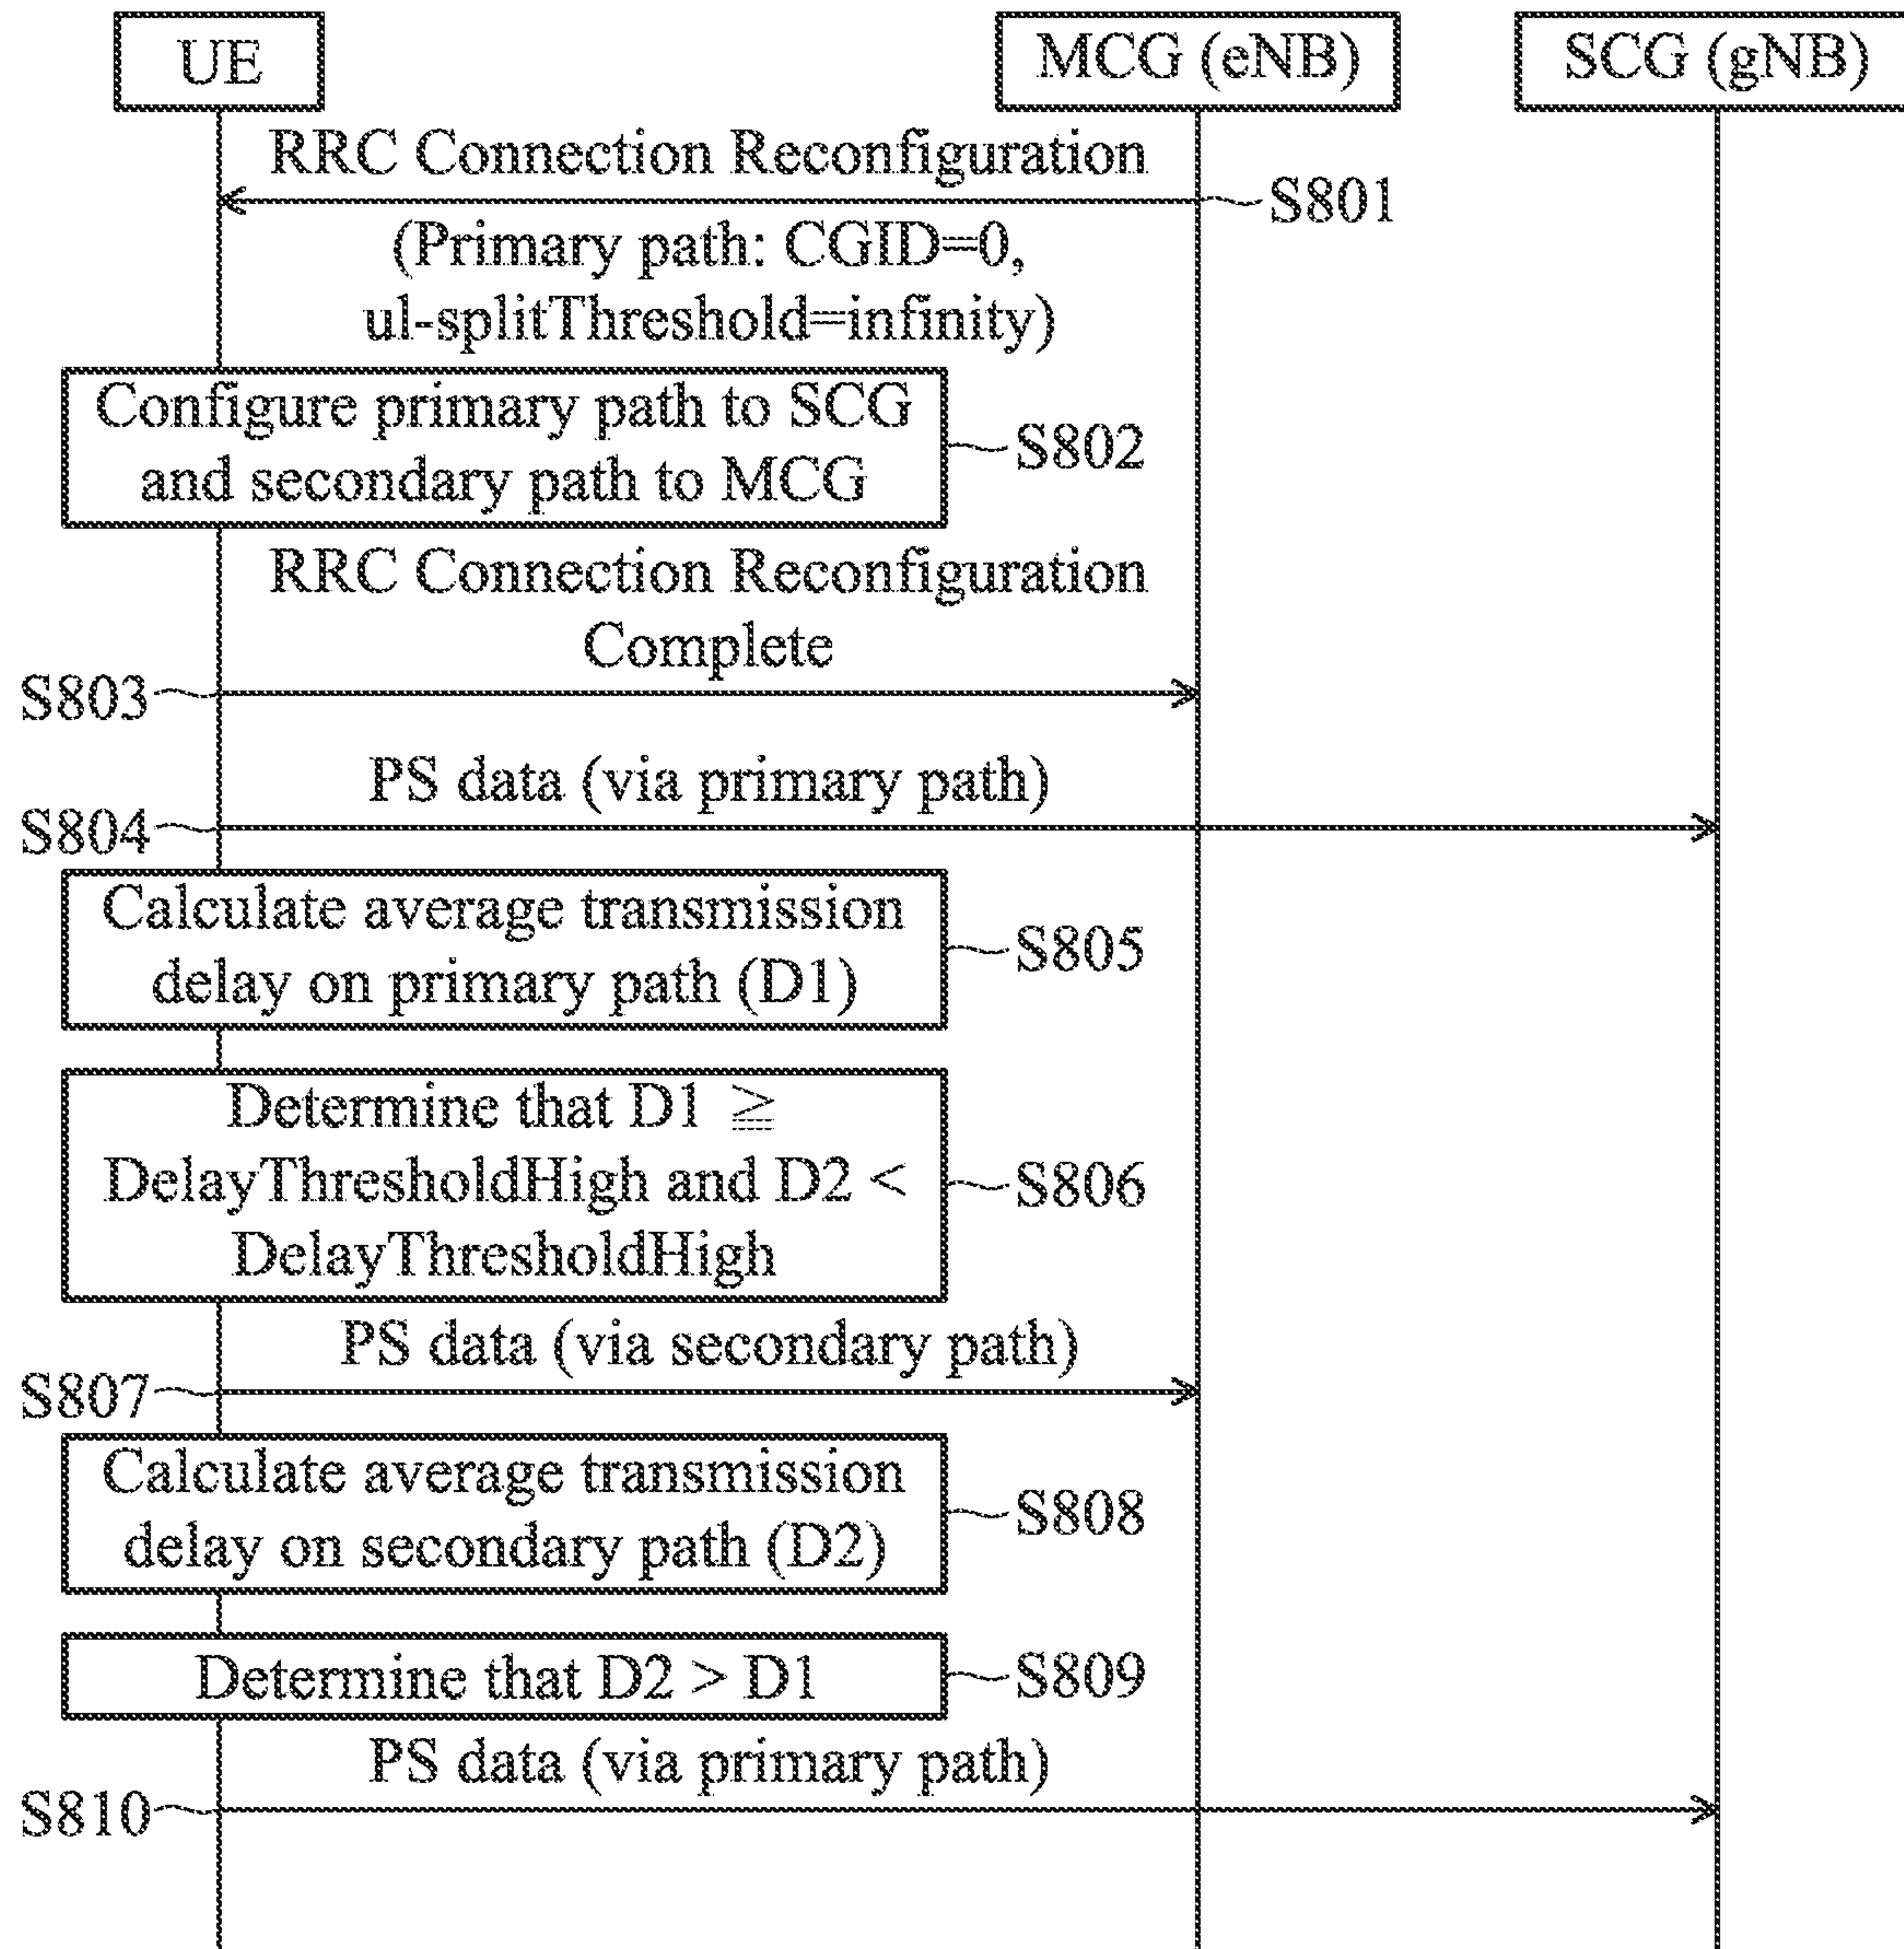 UE
MCG (eNB)
SCG (gNB)
RRC Connection Reconfiguration
S801
(Primary path: CGID=0,
ul-splitThreshold=infinity)
Configure primary path to SCG
and secondary path to MCG
S802
RRC Connection Reconfiguration
Complete
S803
PS data (via primary path)
S804
Calculate average transmission
delay on primary path (D1)
S805
Determine that D1 ≧
DelayThresholdHigh and D2 <
DelayThresholdHigh
S806
PS data (via secondary path)
S807
Calculate average transmission
delay on secondary path (D2)
S808
Determine that D2 > D1
S809
PS data (via primary path)
S810